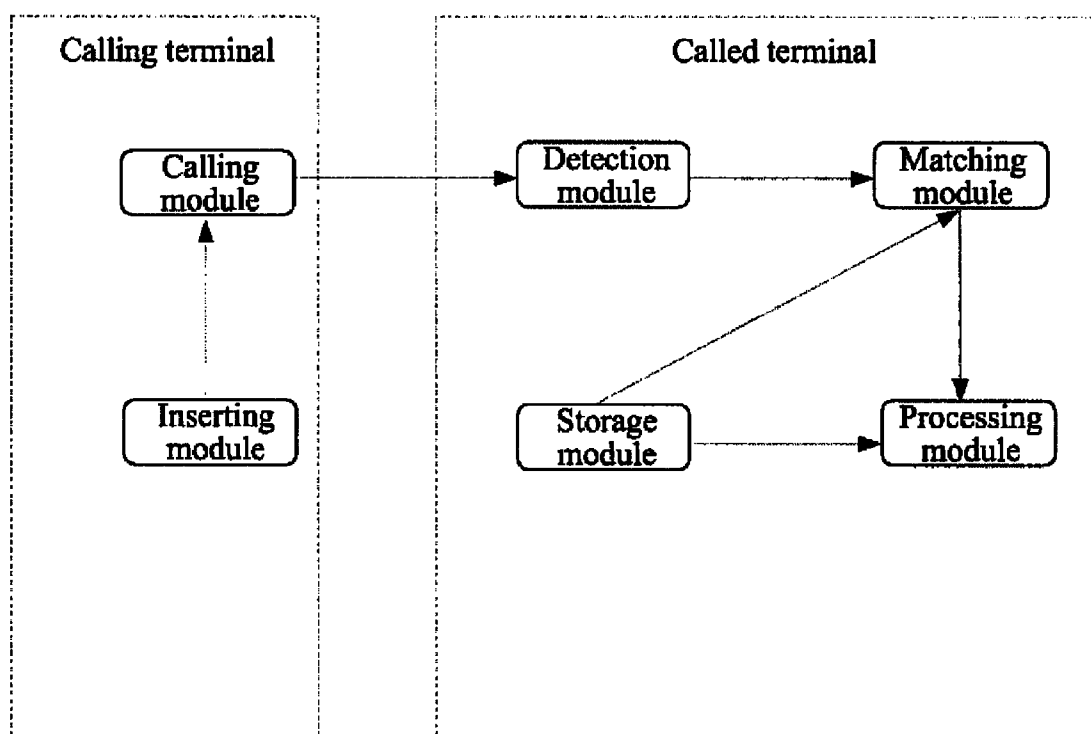 Calling terminal
Called terminal
Calling
module
Detection
module
Matching
module
Inserting
module
Storage
module
Processing
module